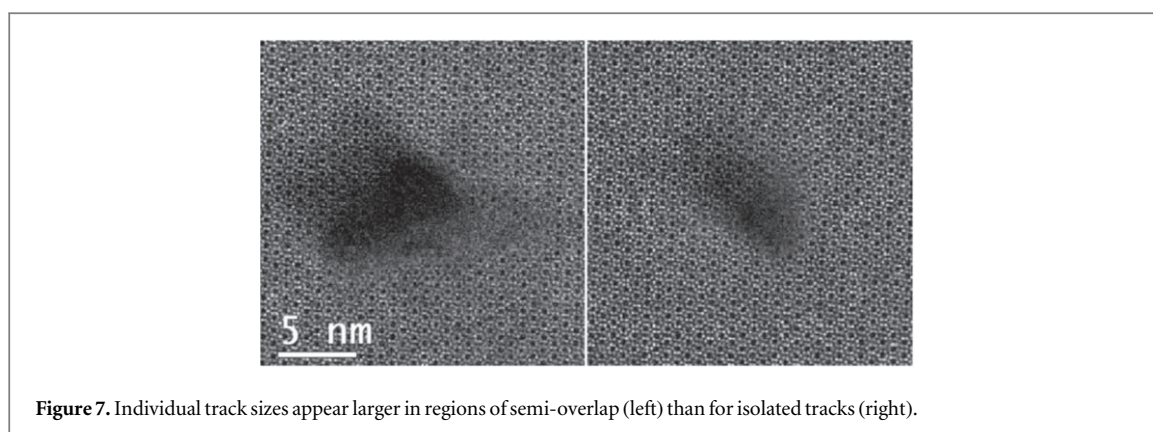 5 nm
Figure 7. Individual track sizes appear larger in regions of semi-overlap (left) than for isolated tracks (right).